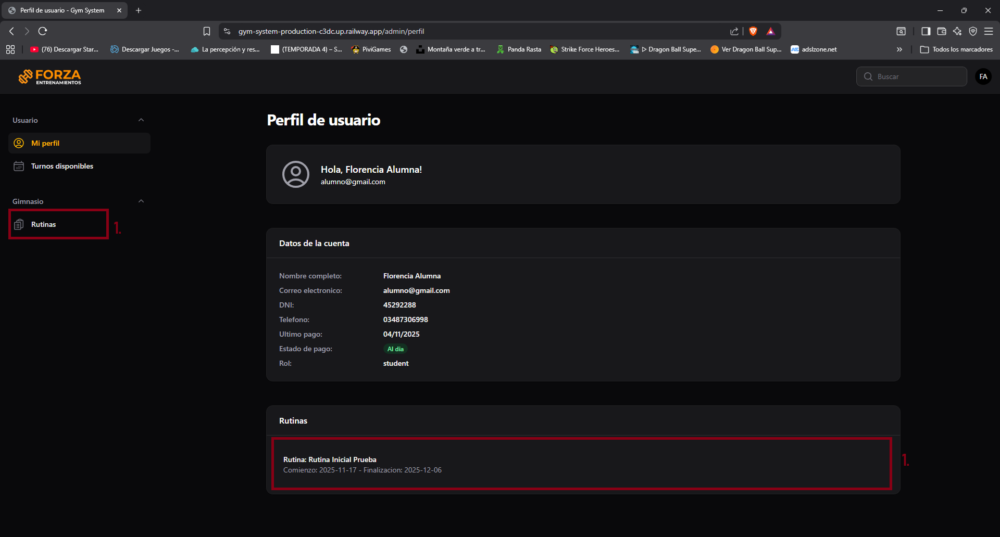 Perfil de usuario - Gym System
gym-system-production-c3dc.up.railway.app/admin/perfil
(76) Descargar Star...
Descargar Juegos -...
La percepción y res...
(TEMPORADA 4) – S...
PiviGames
Montaña verde a tr...
Panda Rasta
Strike Force Heroes...
ᐅ Dragon Ball Supe...
Ver Dragon Ball Sup...
adslzone.net
Todos los marcadores
FORZA
ENTRENAMIENTOS
Buscar
FA
Usuario
Mi perfil
Turnos disponibles
Gimnasio
Rutinas
1.
Perfil de usuario
Hola, Florencia Alumna!
alumno@gmail.com
Datos de la cuenta
Nombre completo: Florencia Alumna
Correo electronico: alumno@gmail.com
DNI: 45292288
Telefono: 03487306998
Ultimo pago: 04/11/2025
Estado de pago: Al dia
Rol: student
Rutinas
Rutina: Rutina Inicial Prueba
Comienzo: 2025-11-17 - Finalizacion: 2025-12-06
1.